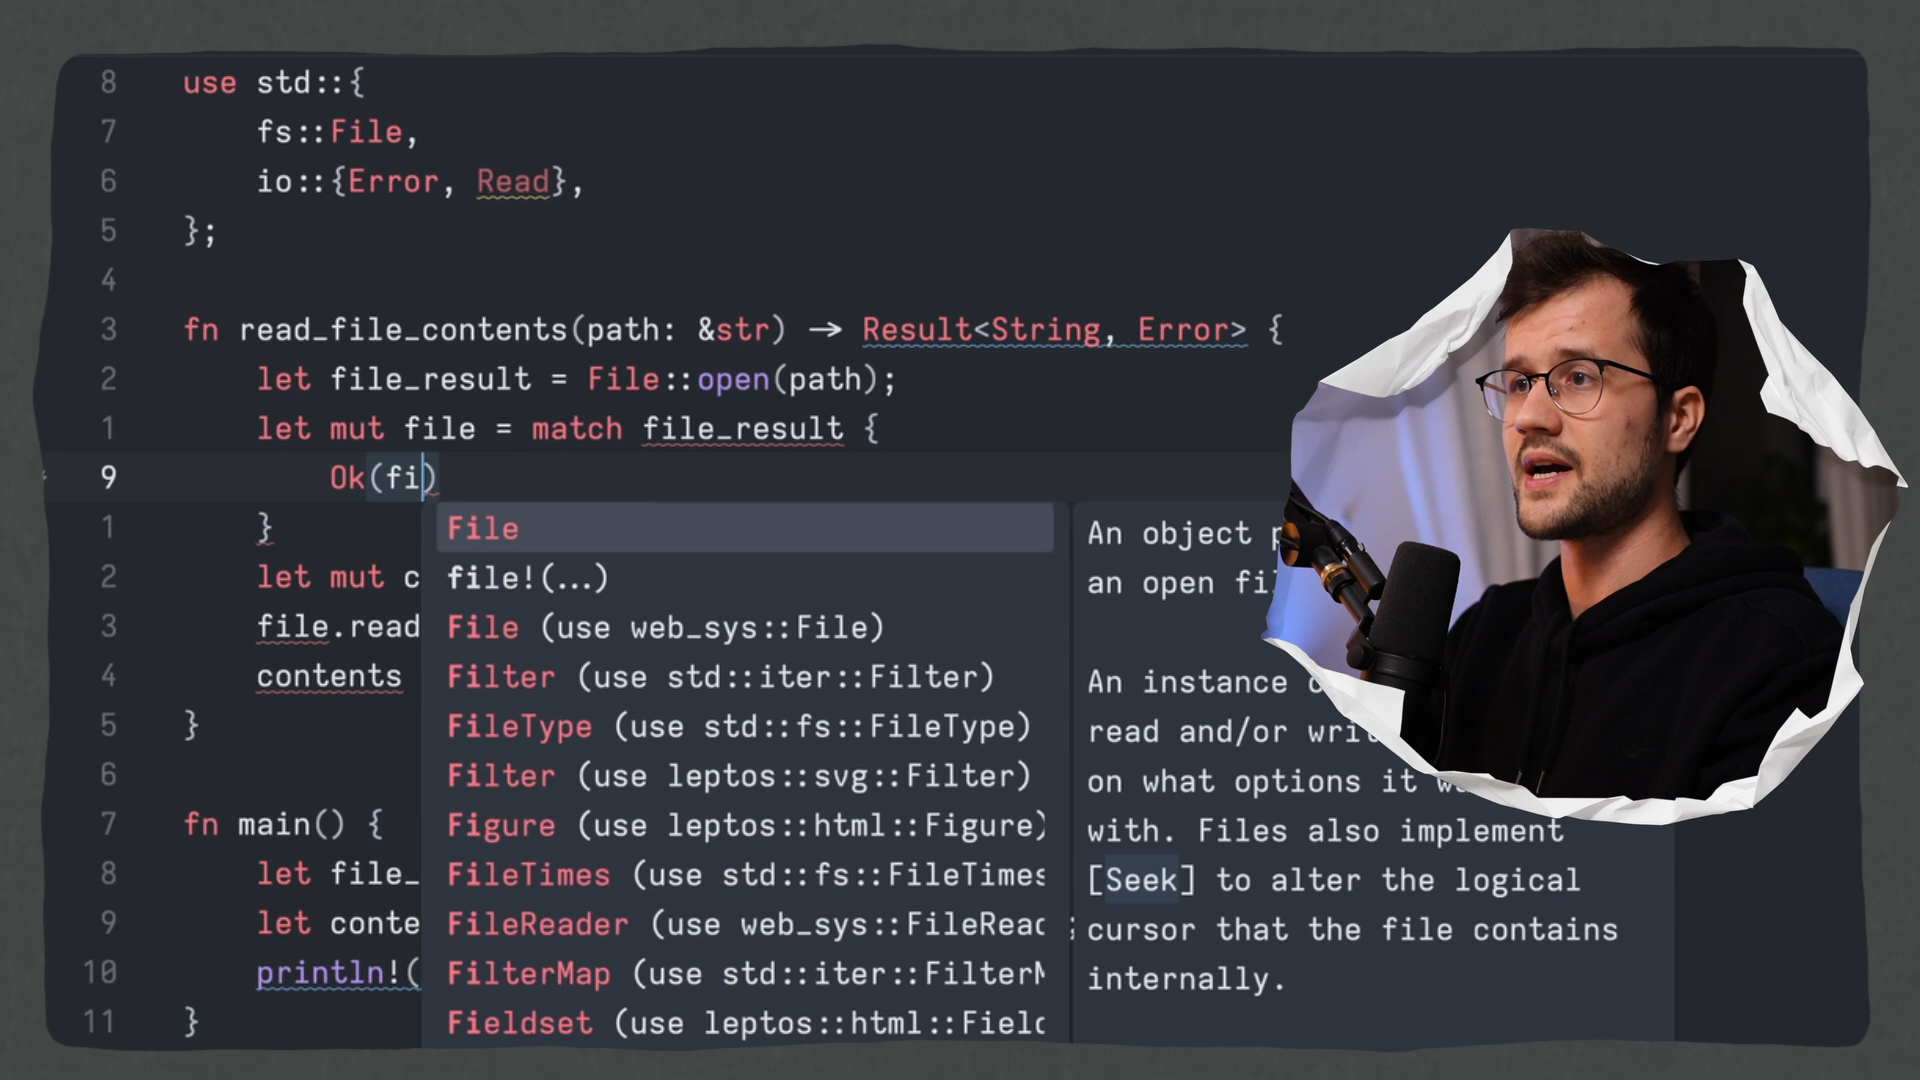 8 use std::{
7 fs::File,
6 io::{Error, Read},
5 };
4
3 fn read_file_contents(path: &str) -> Result<String, Error> {
2 let file_result = File::open(path);
1 let mut file = match file_result {
9 Ok(fi)
1 }
2 let mut c
3 file.read
4 contents
5 }
6
7 fn main() {
8 let file_
9 let conte
10 println!(
11 }
File
file!(...)
File (use web_sys::File)
Filter (use std::iter::Filter)
FileType (use std::fs::FileType)
Filter (use leptos::svg::Filter)
Figure (use leptos::html::Figure)
FileTimes (use std::fs::FileTimes
FileReader (use web_sys::FileRead
FilterMap (use std::iter::FilterM
Fieldset (use leptos::html::Field
An object
an open fil
An instance
read and/or writ
on what options it
with. Files also implement
[Seek] to alter the logical
cursor that the file contains
internally.